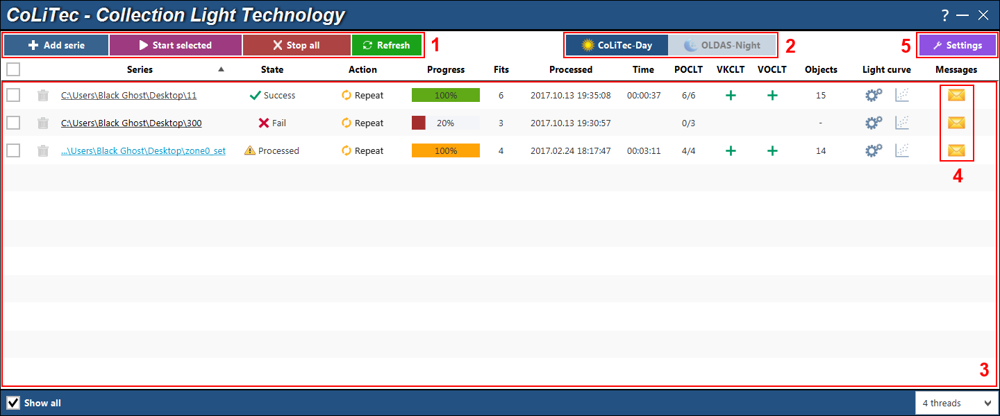 CoLiTec - Collection Light Technology ?
Add serie Start selected Stop all Refresh 1 CoLiTec-Day OLDAS-Night 2 5 Settings
Series State Action Progress Fits Processed Time POCLT VKCLT VOCLT Objects Light curve Messages
C:\Users\Black Ghost\Desktop\11 Success Repeat 100% 6 2017.10.13 19:35:08 00:00:37 6/6 + + 15
C:\Users\Black Ghost\Desktop\300 Fail Repeat 20% 3 2017.10.13 19:30:57 0/3 -
...\Users\Black Ghost\Desktop\zone0_set Processed Repeat 100% 4 2017.02.24 18:17:47 00:03:11 4/4 + + 14
4
3
Show all 4 threads